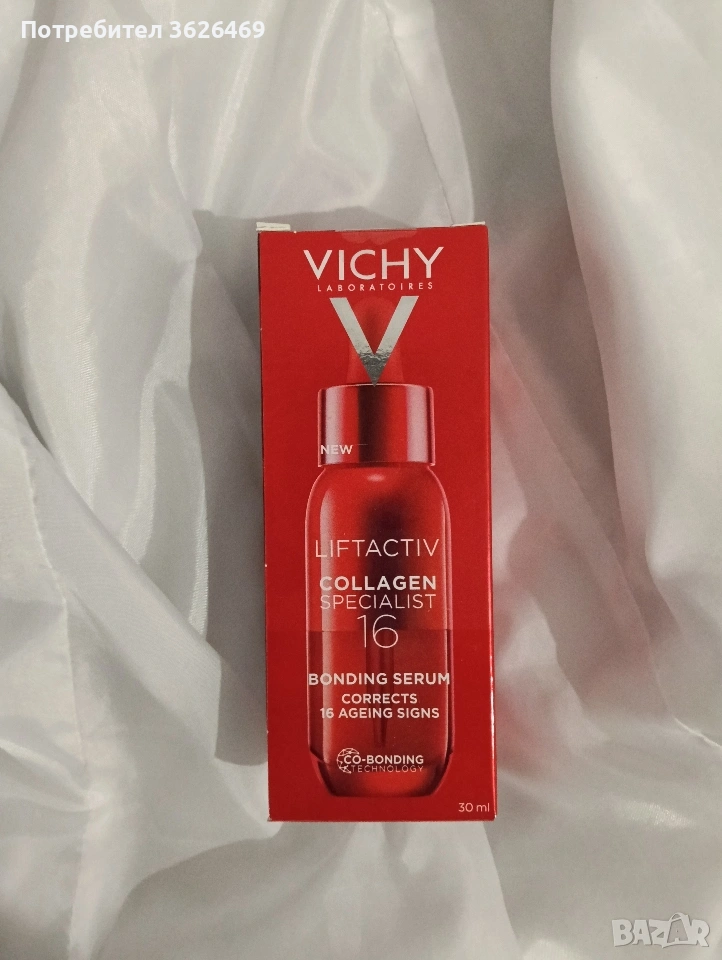 Потребител 3626469
VICHY
LABORATOIRES
NEW
LIFTACTIV
COLLAGEN
SPECIALIST
16
BONDING SERUM
CORRECTS
16 AGEING SIGNS
CO-BONDING
TECHNOLOGY
30 ml
BAZAR